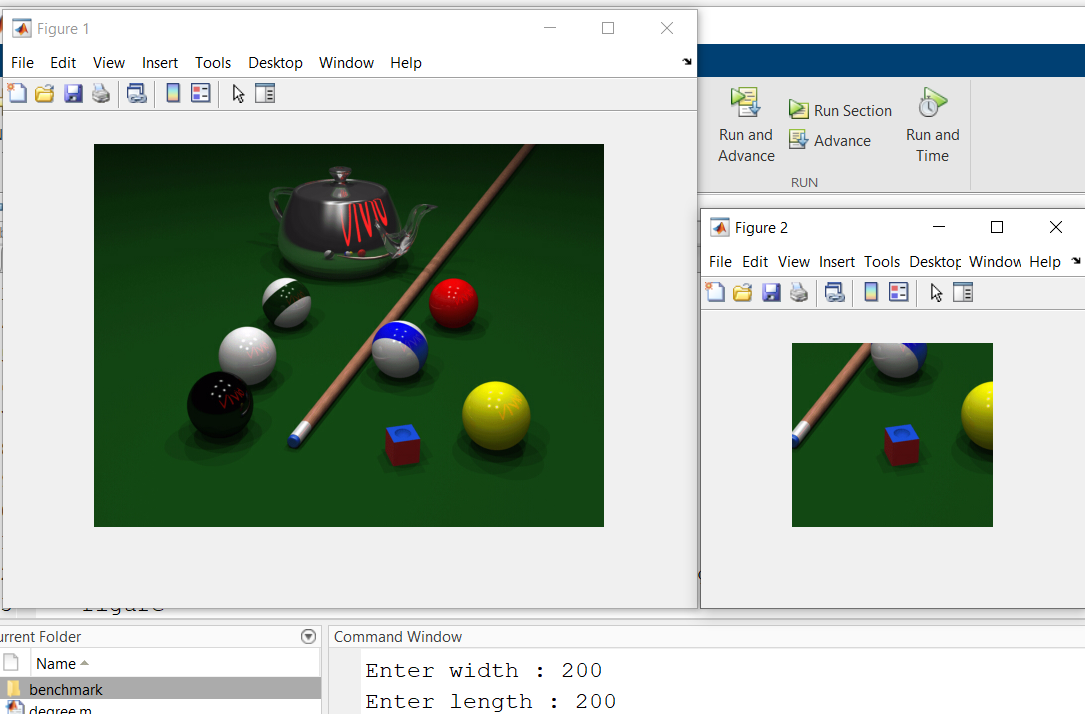 Figure 1
File Edit View Insert Tools Desktop Window Help
VIVID
Run and Advance
Run Section
Advance
Run and Time
RUN
Figure 2
File Edit View Insert Tools Desktop Window Help
figure
urrent Folder
Name
benchmark
degree.m
Command Window
Enter width : 200
Enter length : 200